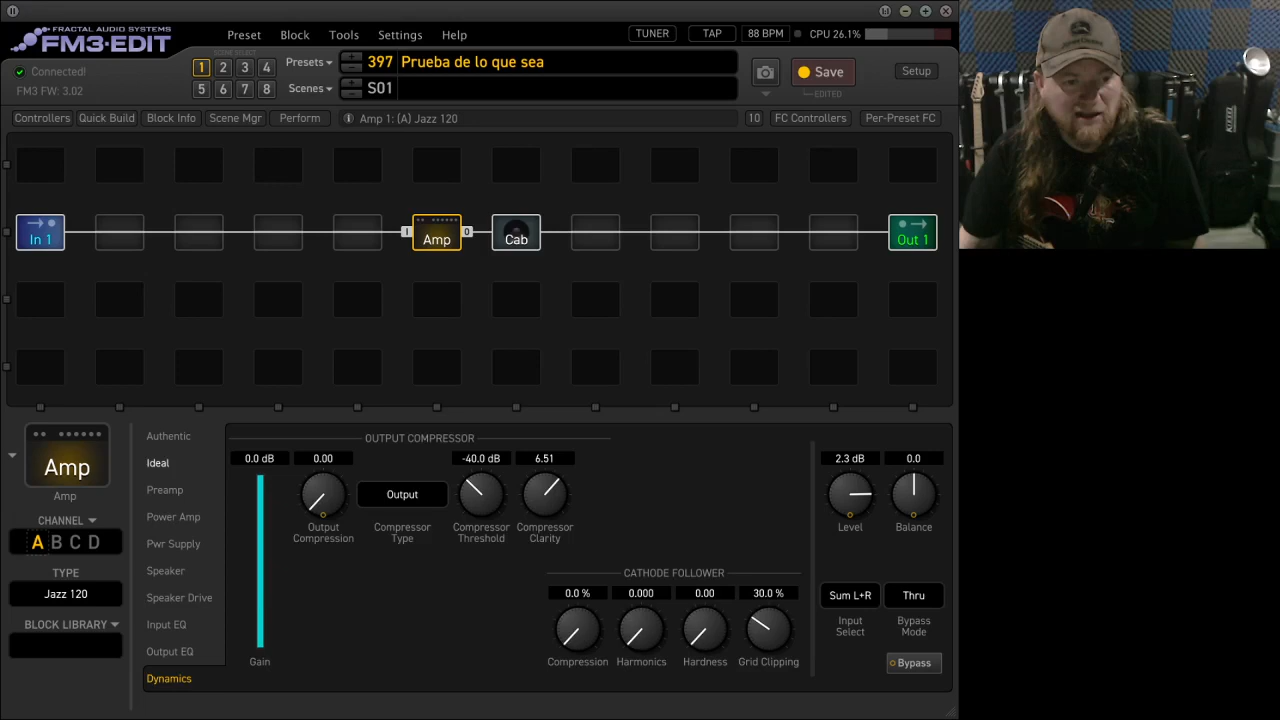 FRACTAL AUDIO SYSTEMS
FM3-EDIT
Preset Block Tools Settings Help
TUNER TAP 88 BPM CPU 26.1%
SCENE SELECT
1 2 3 4
5 6 7 8
Connected!
FM3 FW: 3.02
Presets 397 Prueba de lo que sea
Scenes S01
Save
EDITED
Setup
Controllers Quick Build Block Info Scene Mgr Perform Amp 1: (A) Jazz 120 10 FC Controllers Per-Preset FC
In 1 I Amp O Cab Out 1
Amp
Amp
CHANNEL
A B C D
TYPE
Jazz 120
BLOCK LIBRARY
Authentic
Ideal
Preamp
Power Amp
Pwr Supply
Speaker
Speaker Drive
Input EQ
Output EQ
Dynamics
OUTPUT COMPRESSOR
0.0 dB 0.00 -40.0 dB 6.51
Output
Output Compression
Compressor Type
Compressor Threshold
Compressor Clarity
Gain
CATHODE FOLLOWER
0.0 % 0.000 0.00 30.0 %
Compression Harmonics Hardness Grid Clipping
2.3 dB 0.0
Level Balance
Sum L+R Thru
Input Select
Bypass Mode
Bypass